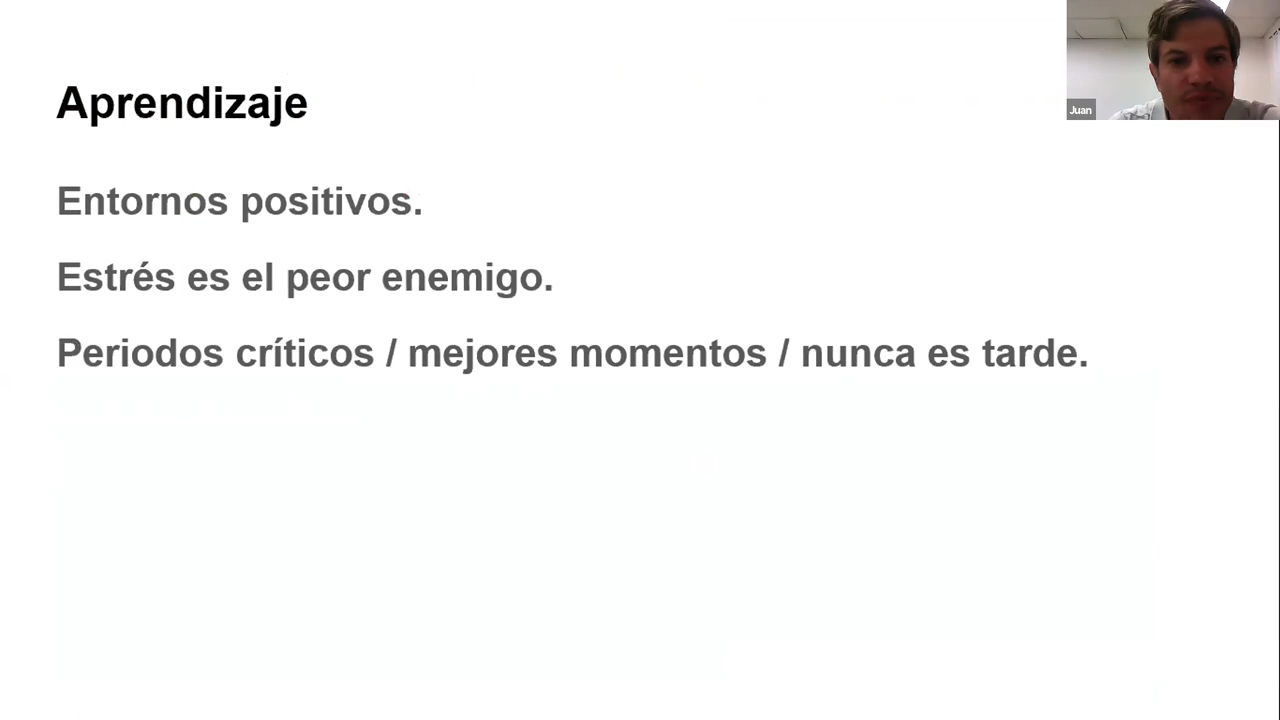 Aprendizaje
Juan
Entornos positivos.
Estrés es el peor enemigo.
Periodos críticos / mejores momentos / nunca es tarde.